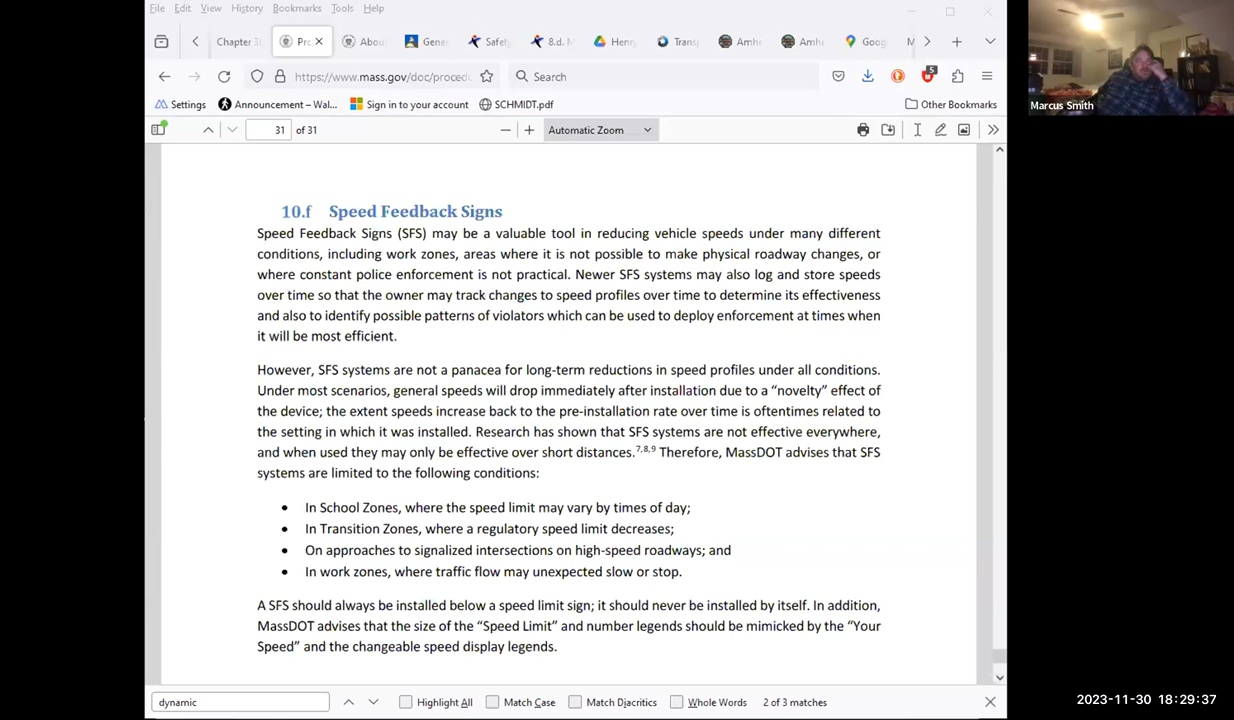 File Edit View History Bookmarks Tools Help
Chapter 3 Pro Abou Gene Safety 8.d. M Henry Trans Amhe Amhe Goog M
https://www.mass.gov/doc/procedu Search 5
Settings Announcement – Wal... Sign in to your account SCHMIDT.pdf Other Bookmarks
31 of 31 Automatic Zoom
Marcus Smith
10.f Speed Feedback Signs
Speed Feedback Signs (SFS) may be a valuable tool in reducing vehicle speeds under many different
conditions, including work zones, areas where it is not possible to make physical roadway changes, or
where constant police enforcement is not practical. Newer SFS systems may also log and store speeds
over time so that the owner may track changes to speed profiles over time to determine its effectiveness
and also to identify possible patterns of violators which can be used to deploy enforcement at times when
it will be most efficient.
However, SFS systems are not a panacea for long-term reductions in speed profiles under all conditions.
Under most scenarios, general speeds will drop immediately after installation due to a “novelty” effect of
the device; the extent speeds increase back to the pre-installation rate over time is oftentimes related to
the setting in which it was installed. Research has shown that SFS systems are not effective everywhere,
and when used they may only be effective over short distances.7,8,9 Therefore, MassDOT advises that SFS
systems are limited to the following conditions:
• In School Zones, where the speed limit may vary by times of day;
• In Transition Zones, where a regulatory speed limit decreases;
• On approaches to signalized intersections on high-speed roadways; and
• In work zones, where traffic flow may unexpected slow or stop.
A SFS should always be installed below a speed limit sign; it should never be installed by itself. In addition,
MassDOT advises that the size of the “Speed Limit” and number legends should be mimicked by the “Your
Speed” and the changeable speed display legends.
dynamic Highlight All Match Case Match Diacritics Whole Words 2 of 3 matches
2023-11-30 18:29:37